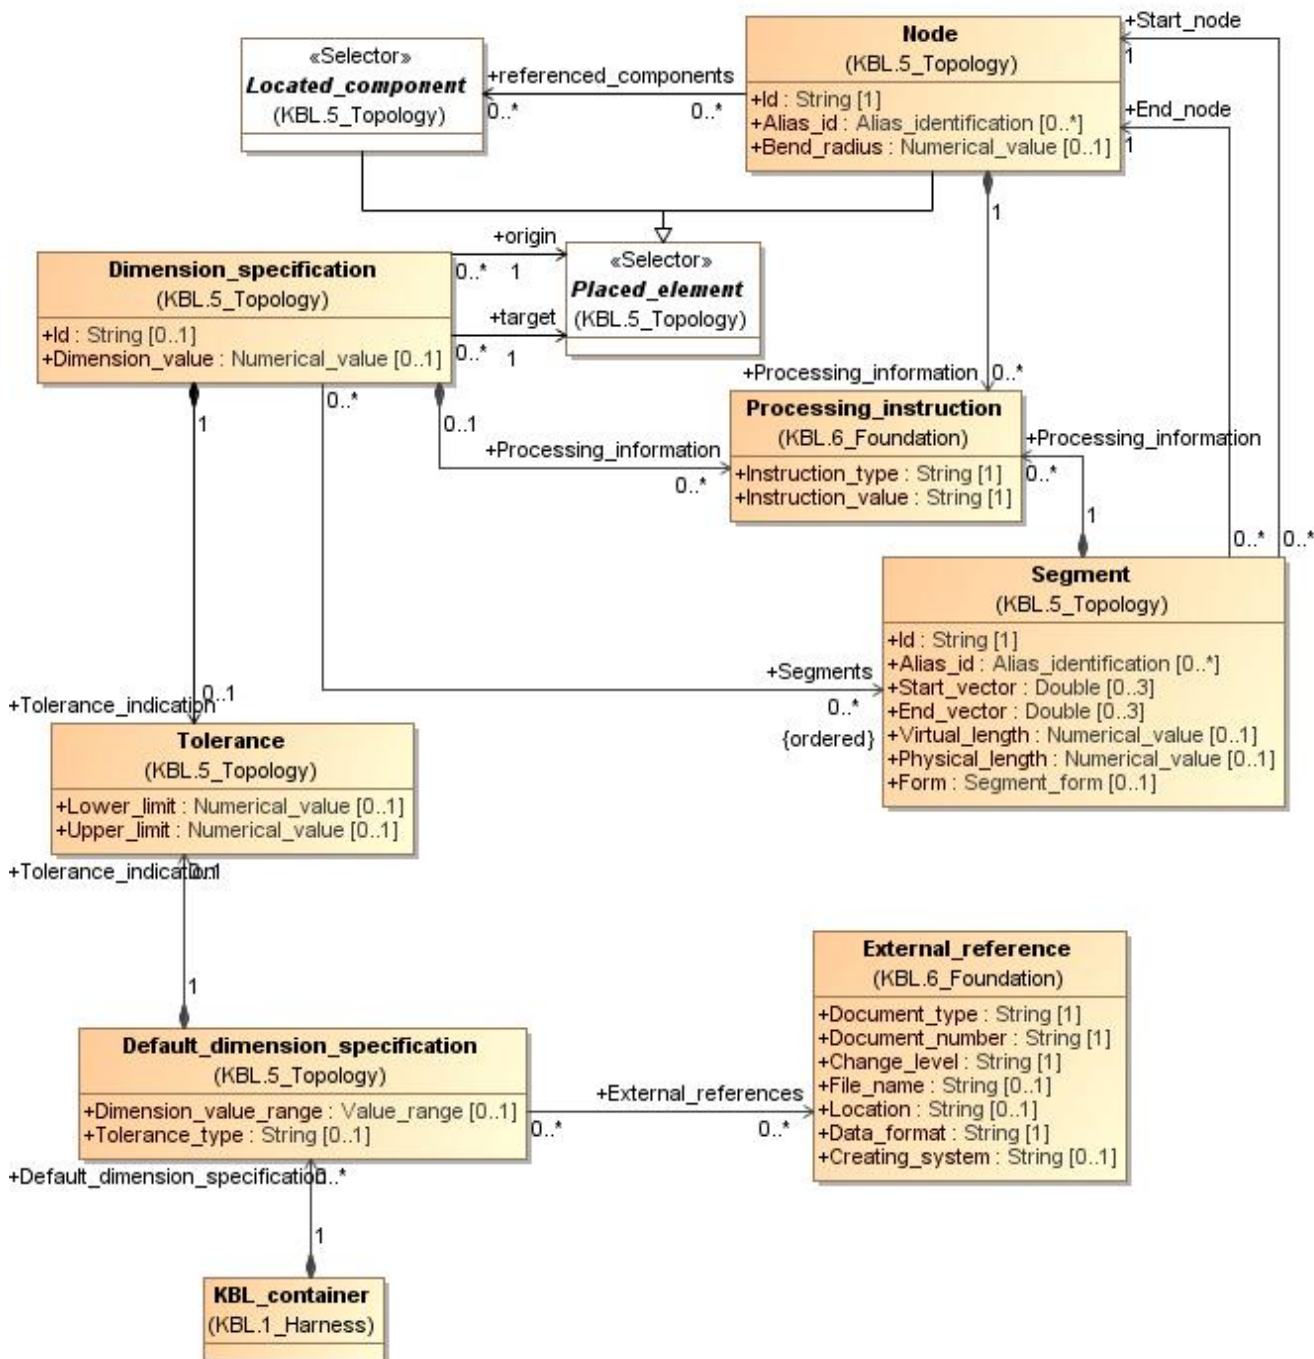 «Selector»
Located_component
(KBL.5_Topology)
+referenced_components
0..*
0..*
Node
(KBL.5_Topology)
+Id : String [1]
+Alias_id : Alias_identification [0..*]
+Bend_radius : Numerical_value [0..1]
+Start_node
1
+End_node
1
1
Dimension_specification
(KBL.5_Topology)
+Id : String [0..1]
+Dimension_value : Numerical_value [0..1]
+origin
0..*
1
+target
0..*
1
«Selector»
Placed_element
(KBL.5_Topology)
+Processing_information
0..*
1
0..*
0..1
+Processing_information
0..*
Processing_instruction
(KBL.6_Foundation)
+Instruction_type : String [1]
+Instruction_value : String [1]
+Processing_information
0..*
1
0..*
0..*
Segment
(KBL.5_Topology)
+Id : String [1]
+Alias_id : Alias_identification [0..*]
+Start_vector : Double [0..3]
+End_vector : Double [0..3]
+Virtual_length : Numerical_value [0..1]
+Physical_length : Numerical_value [0..1]
+Form : Segment_form [0..1]
+Segments
0..*
{ordered}
0..1
+Tolerance_indication
Tolerance
(KBL.5_Topology)
+Lower_limit : Numerical_value [0..1]
+Upper_limit : Numerical_value [0..1]
+Tolerance_indication
0..1
1
Default_dimension_specification
(KBL.5_Topology)
+Dimension_value_range : Value_range [0..1]
+Tolerance_type : String [0..1]
+External_references
0..*
0..*
External_reference
(KBL.6_Foundation)
+Document_type : String [1]
+Document_number : String [1]
+Change_level : String [1]
+File_name : String [0..1]
+Location : String [0..1]
+Data_format : String [1]
+Creating_system : String [0..1]
+Default_dimension_specification
0..*
1
KBL_container
(KBL.1_Harness)